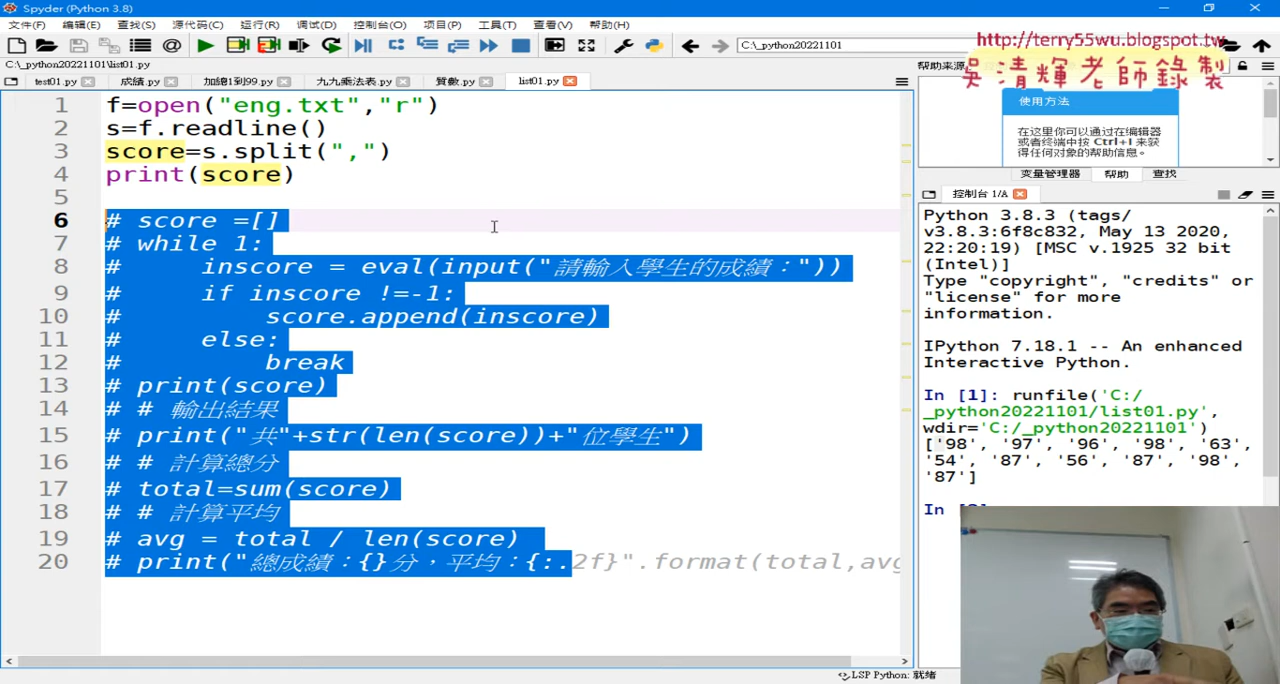 Spyder (Python 3.8)
文件(F) 编辑(E) 查找(S) 源代码(C) 运行(R) 调试(D) 控制台(O) 项目(P) 工具(T) 查看(V) 帮助(H)
C:\_python20221101
http://terry55wu.blogspot.tw
吳清輝老師錄製
C:\_python20221101\list01.py
帮助来源
test01.py 成績.py 加總1到99.py 九九乘法表.py 質數.py list01.py
使用方法
在这里你可以通过在编辑器
或者终端中按 Ctrl+I 来获
得任何对象的帮助信息。
变量管理器 帮助 查找
控制台 1/A
1 f=open("eng.txt","r")
2 s=f.readline()
3 score=s.split(",")
4 print(score)
5
6 # score =[]
7 # while 1:
8 #     inscore = eval(input("請輸入學生的成績："))
9 #     if inscore !=-1:
10 #         score.append(inscore)
11 #     else:
12 #         break
13 # print(score)
14 # # 輸出結果
15 # print("共"+str(len(score))+"位學生")
16 # # 計算總分
17 # total=sum(score)
18 # # 計算平均
19 # avg = total / len(score)
20 # print("總成績：{}分，平均：{:.2f}".format(total,avg
Python 3.8.3 (tags/
v3.8.3:6f8c832, May 13 2020,
22:20:19) [MSC v.1925 32 bit
(Intel)]
Type "copyright", "credits" or
"license" for more
information.
IPython 7.18.1 -- An enhanced
Interactive Python.
In [1]: runfile('C:/
_python20221101/list01.py',
wdir='C:/_python20221101')
['98', '97', '96', '98', '63',
'54', '87', '56', '87', '98',
'87']
In
LSP Python: 就绪